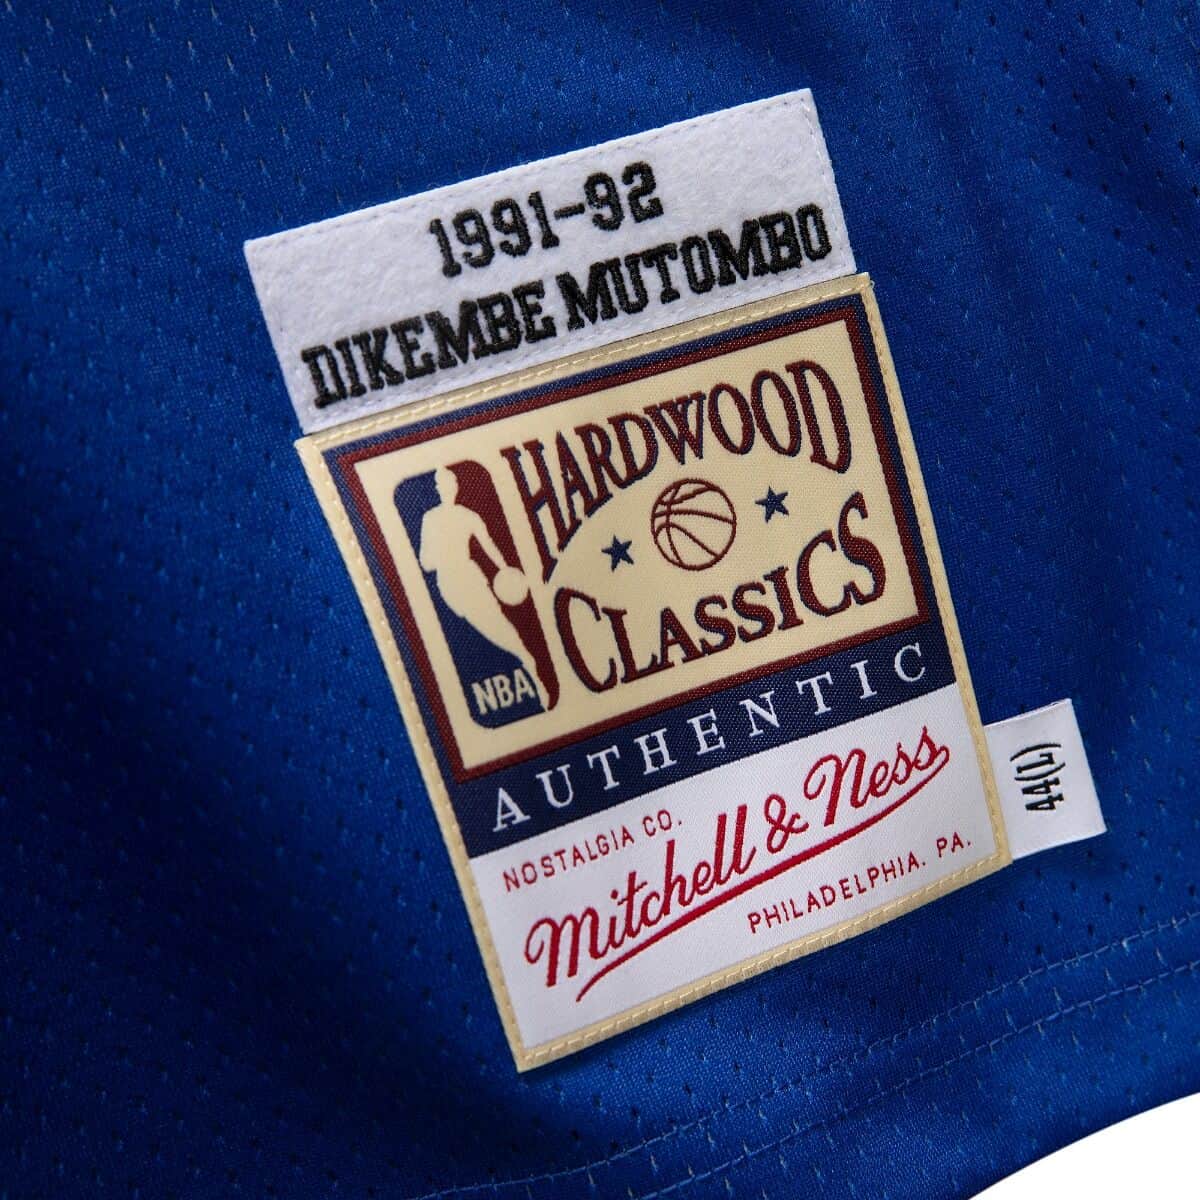 1991-92
DIKEMBE MUTOMBO
HARDWOOD
CLASSICS
NBA
AUTHENTIC
NOSTALGIA CO.
Mitchell & Ness
PHILADELPHIA, PA.
44(L)